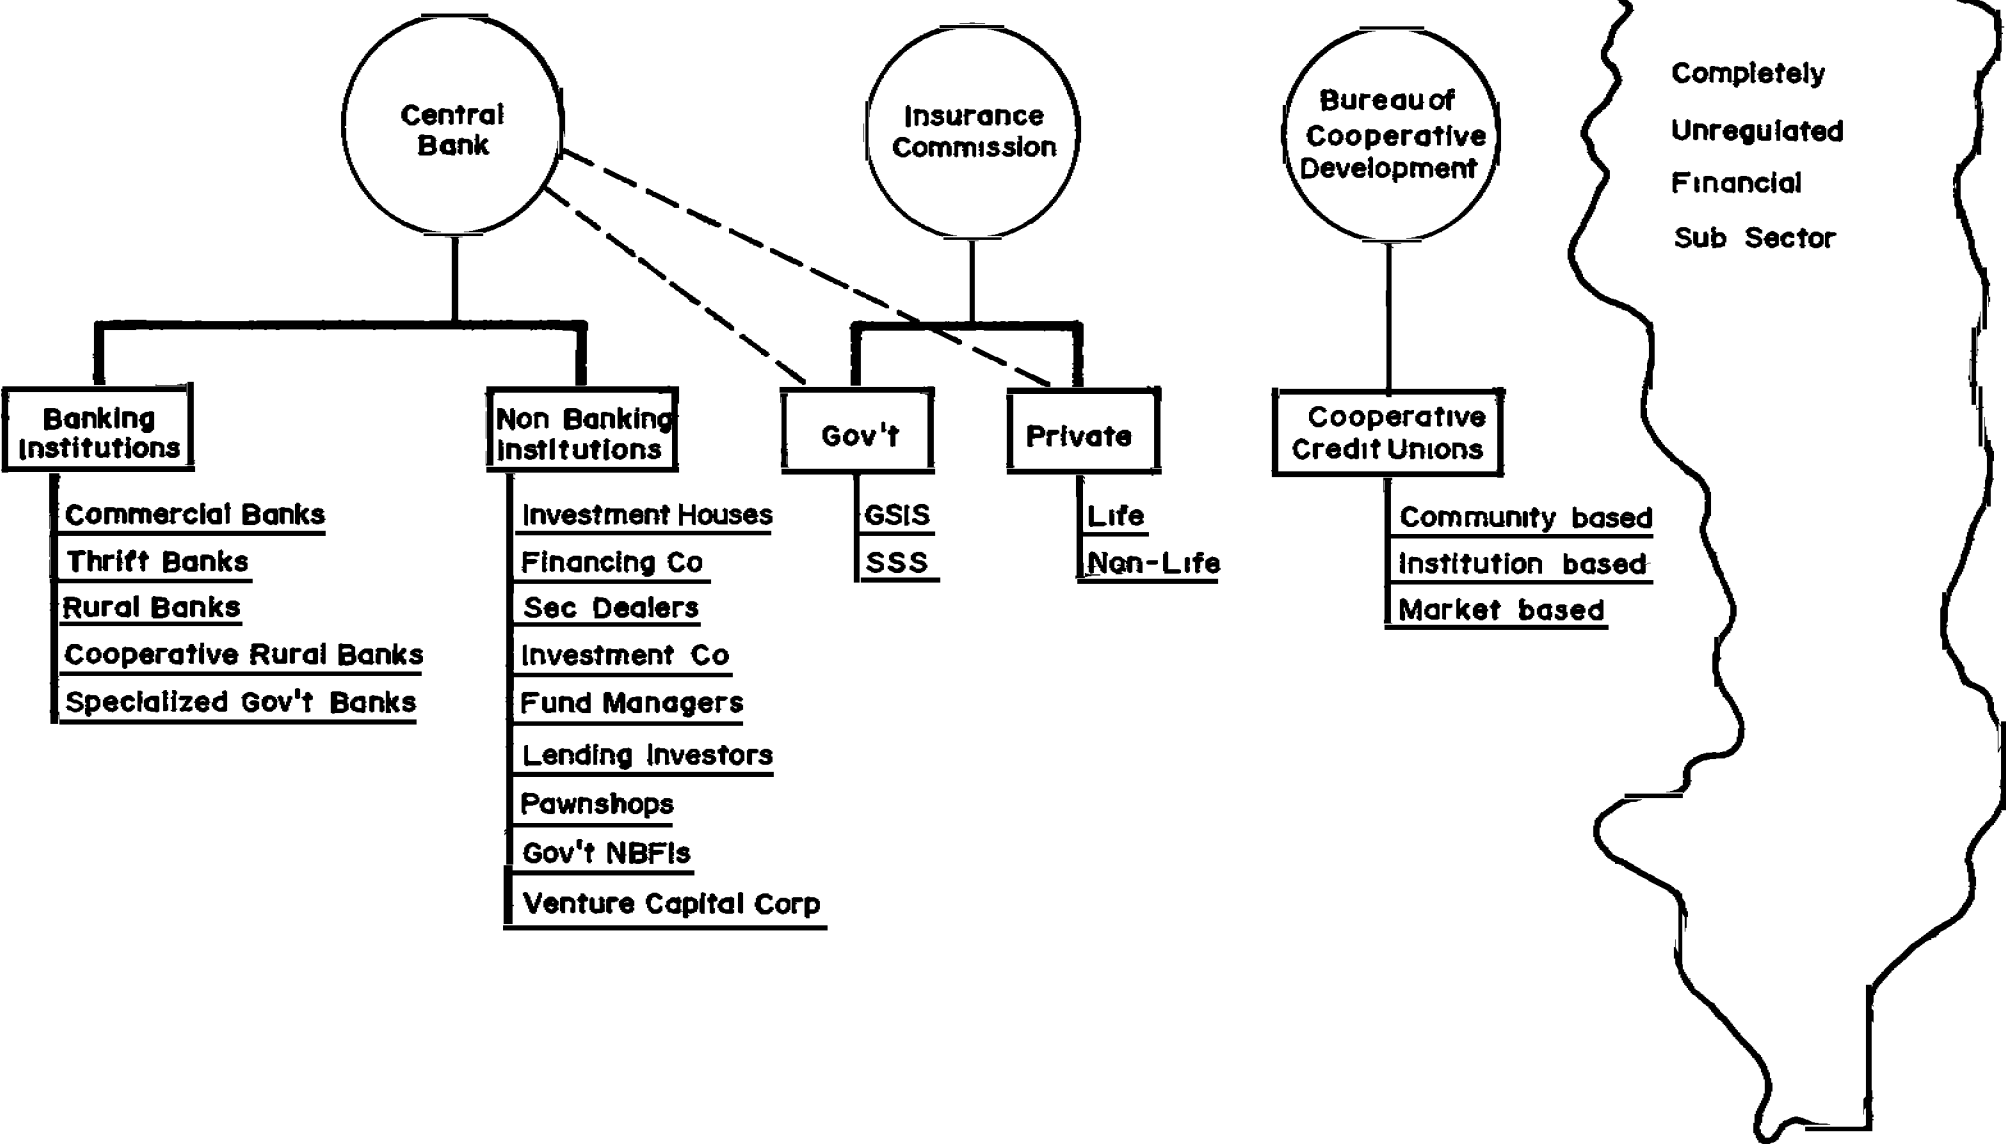 Central
Bank
Insurance
Commission
Bureau of
Cooperative
Development
Completely
Unregulated
Financial
Sub Sector
Banking
Institutions
Commercial Banks
Thrift Banks
Rural Banks
Cooperative Rural Banks
Specialized Gov't Banks
Non Banking
Institutions
Investment Houses
Financing Co
Sec Dealers
Investment Co
Fund Managers
Lending Investors
Pawnshops
Gov't NBFIs
Venture Capital Corp
Gov't
GSIS
SSS
Private
Life
Non-Life
Cooperative
Credit Unions
Community based
Institution based
Market based